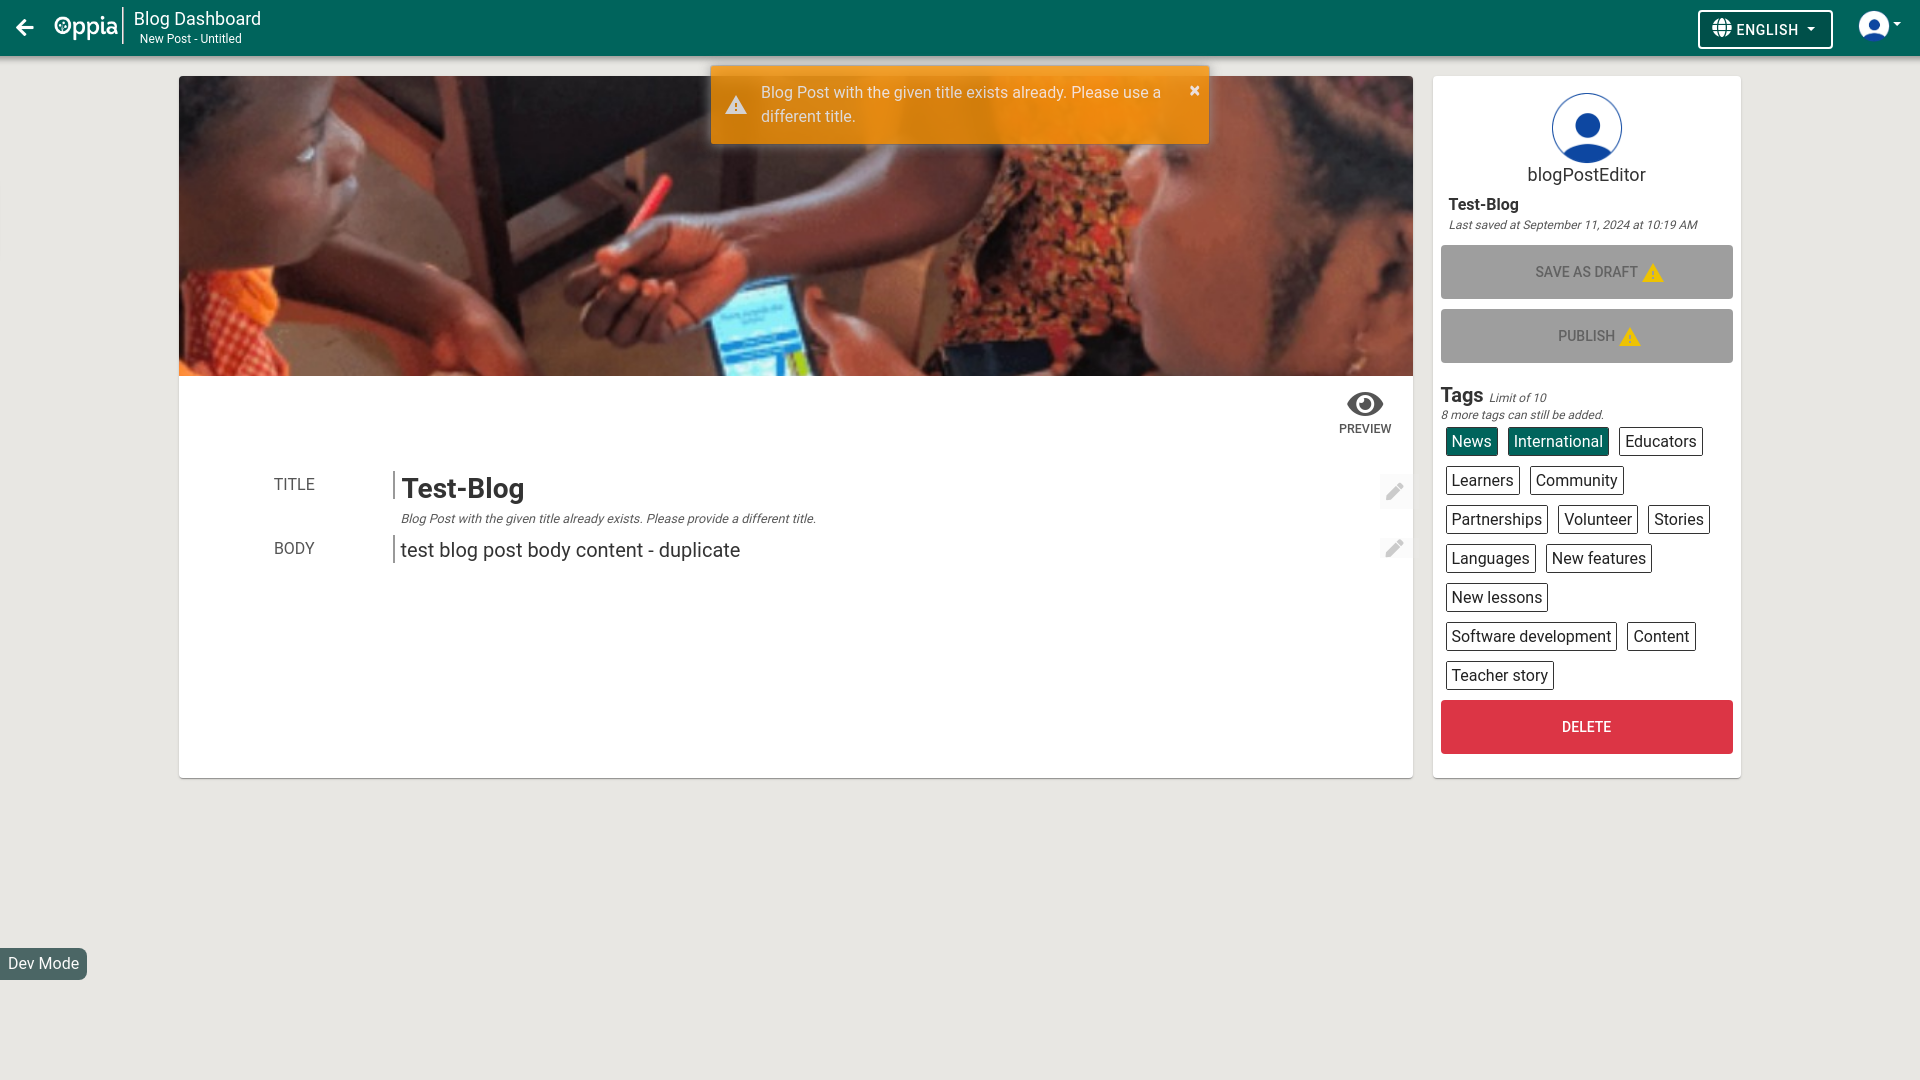 Oppia
Blog Dashboard
New Post - Untitled
ENGLISH
Blog Post with the given title exists already. Please use a
different title.
×
PREVIEW
TITLE
Test-Blog
Blog Post with the given title already exists. Please provide a different title.
BODY
test blog post body content - duplicate
blogPostEditor
Test-Blog
Last saved at September 11, 2024 at 10:19 AM
SAVE AS DRAFT
PUBLISH
Tags Limit of 10
8 more tags can still be added.
News International Educators
Learners Community
Partnerships Volunteer Stories
Languages New features
New lessons
Software development Content
Teacher story
DELETE
Dev Mode